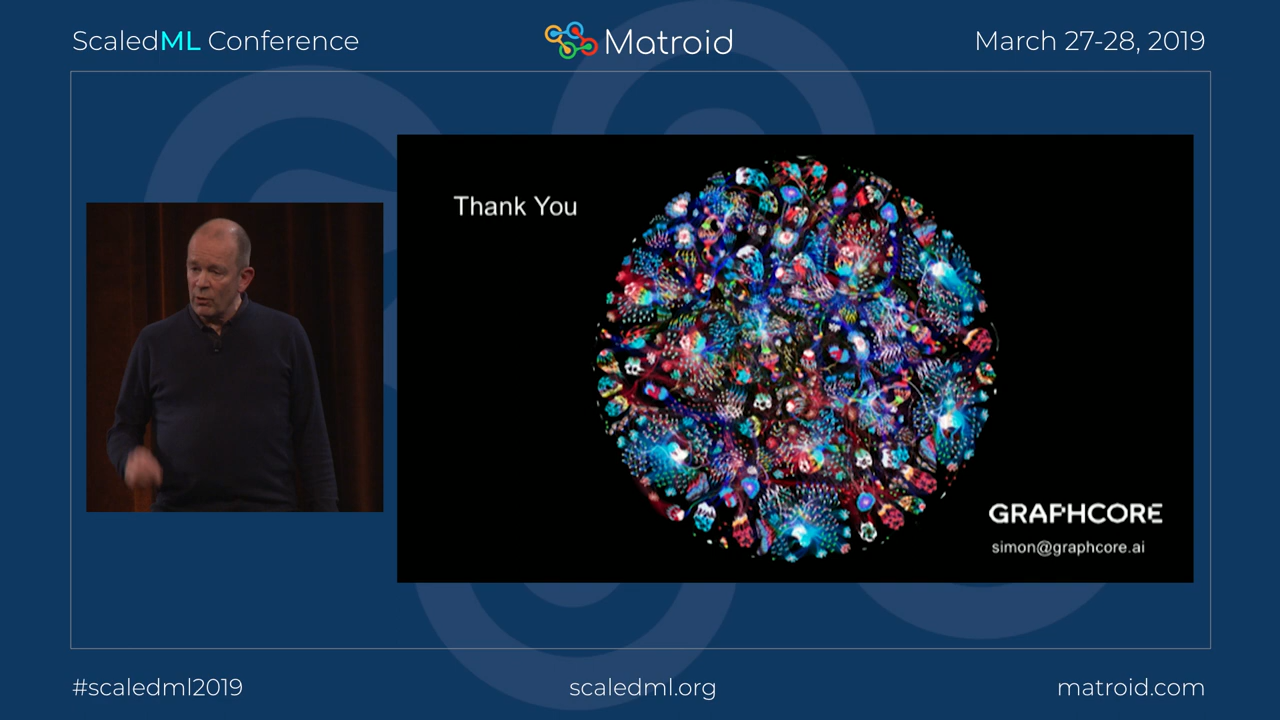 ScaledML Conference
Matroid
March 27-28, 2019
Thank You
GRAPHCORE
simon@graphcore.ai
#scaledml2019
scaledml.org
matroid.com